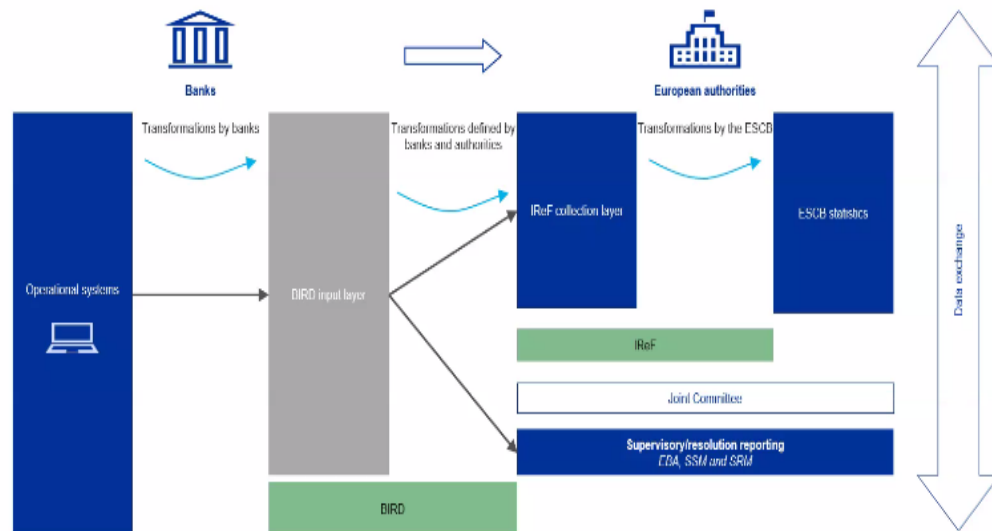 Banks
European authorities
Transformations by banks
Transformations defined by
banks and authorities
Transformations by the ESCB
Operational systems
BIRD input layer
IReF collection layer
ESCB statistics
IReF
Joint Committee
Supervisory/resolution reporting
EBA, SSM and SRM
BIRD
Data exchange